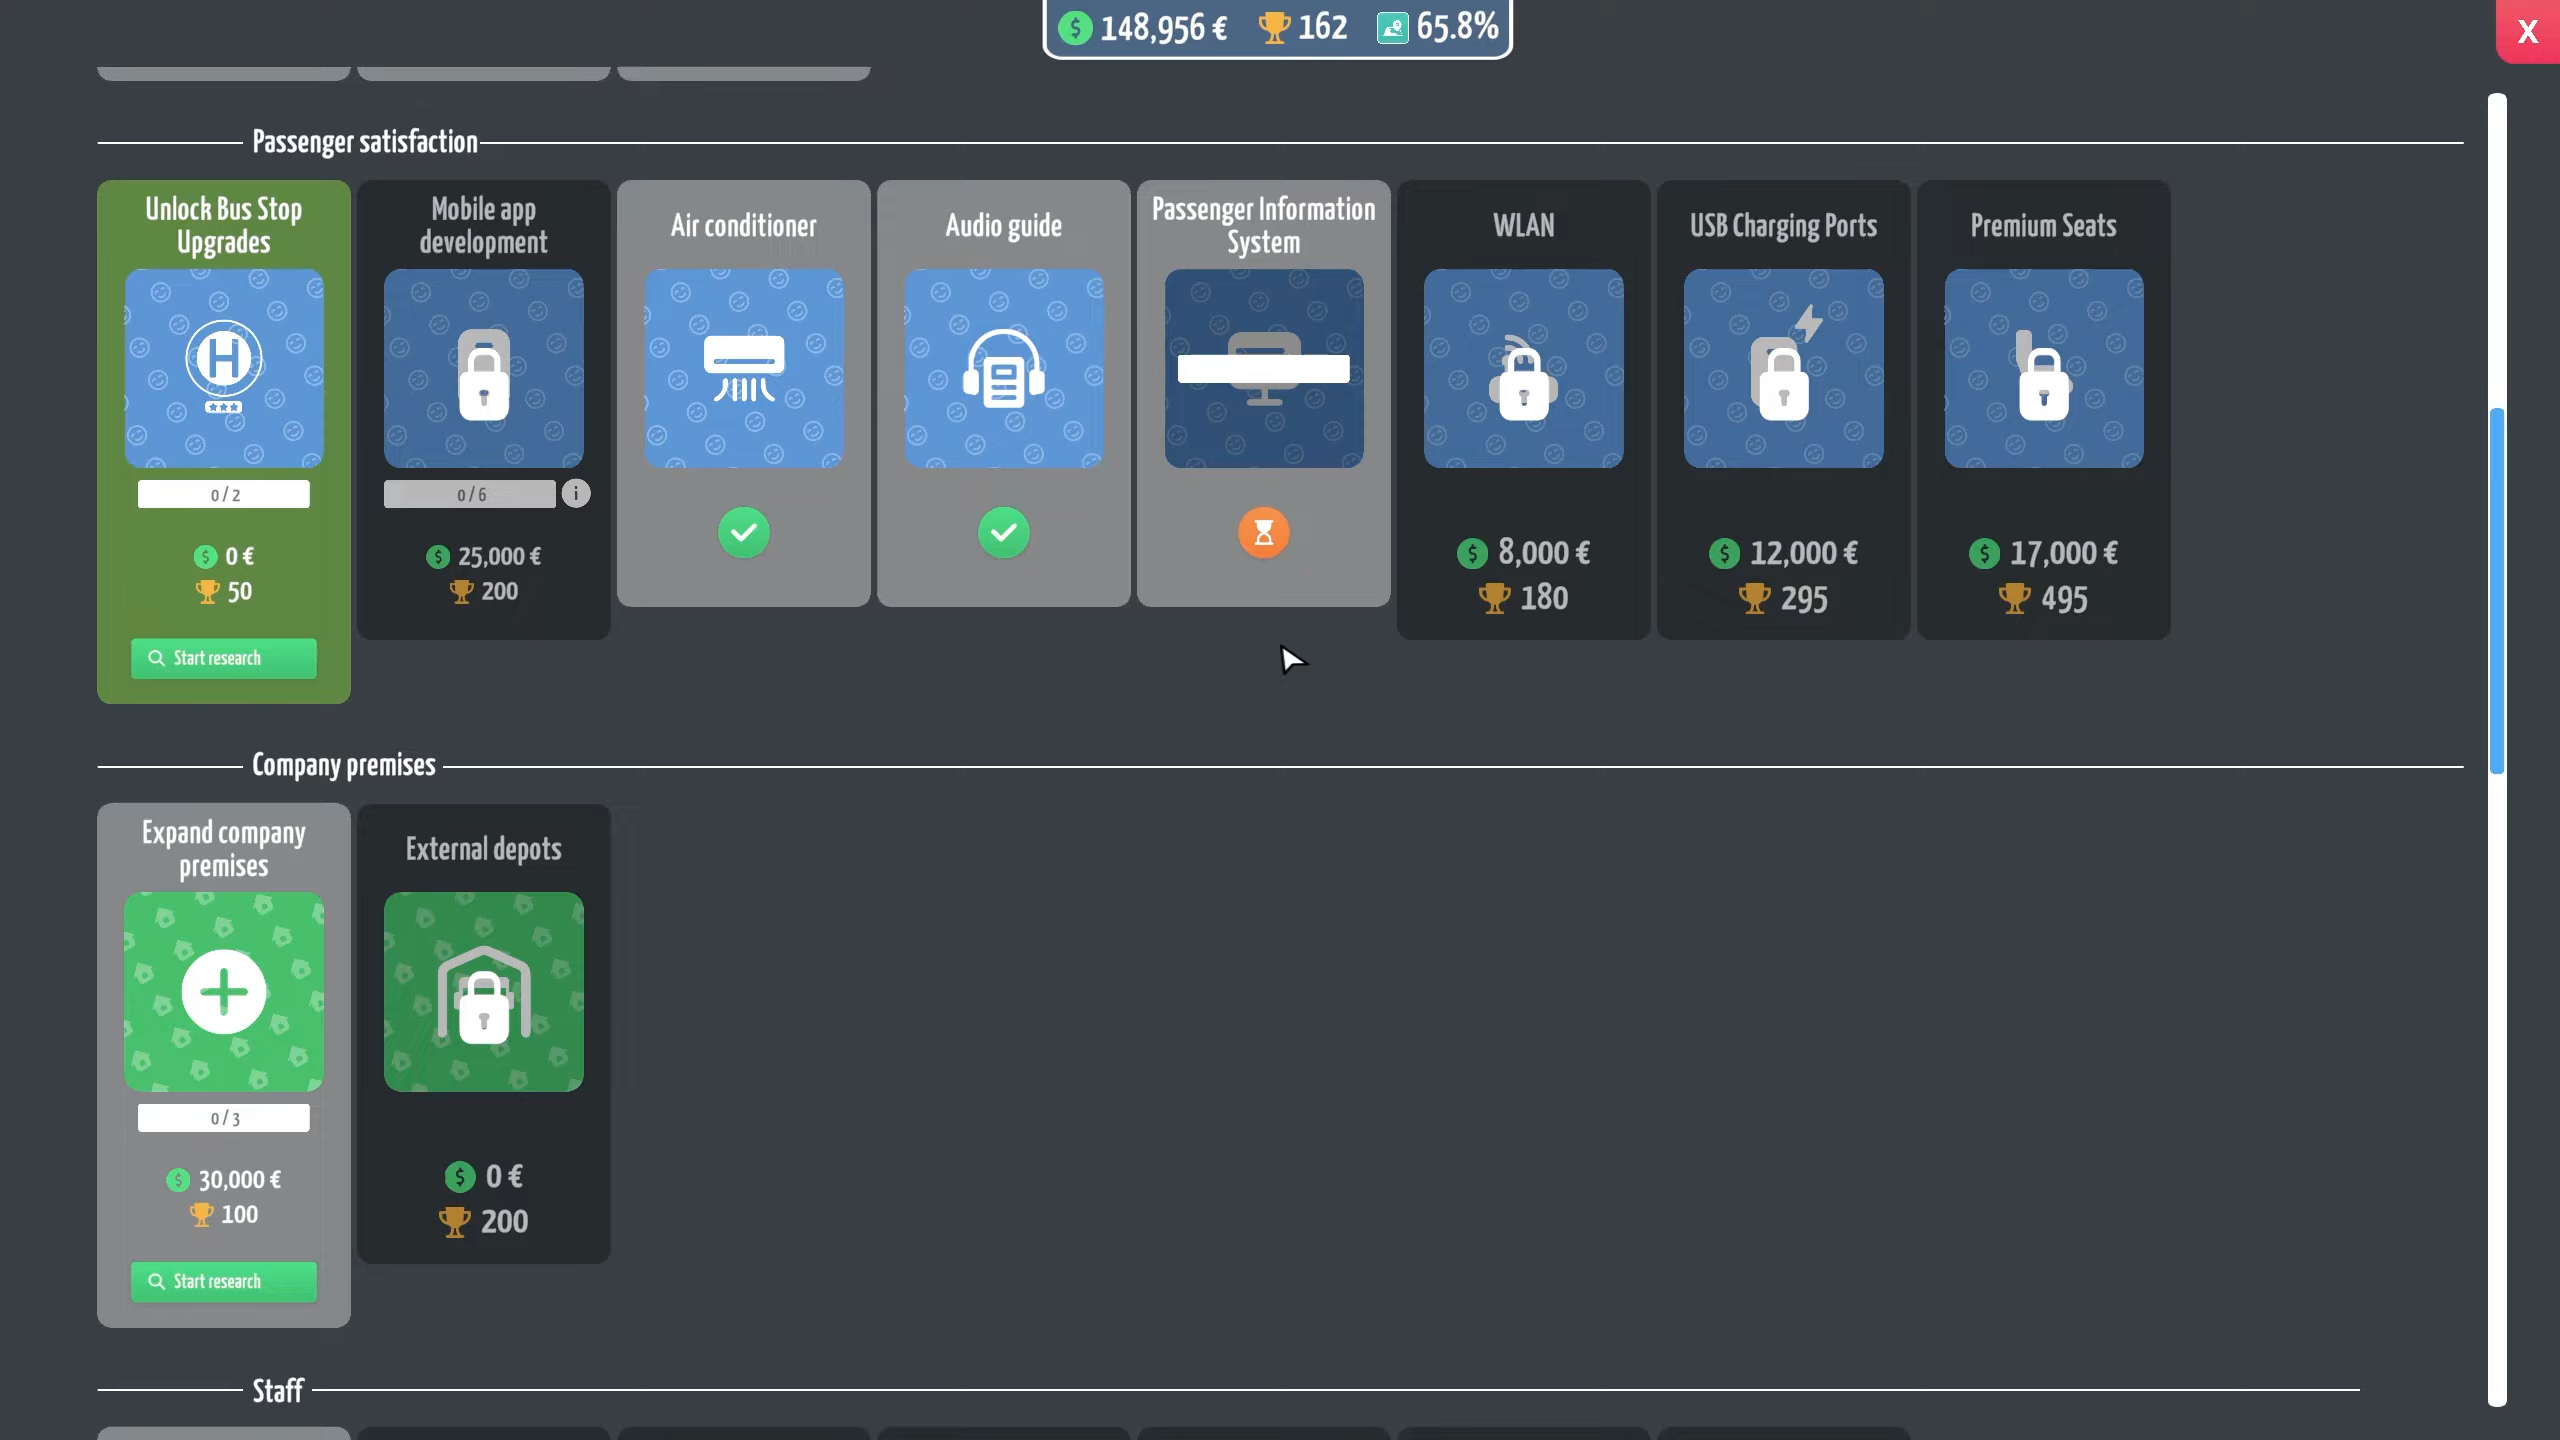 148,956 € 162 65.8%
X
Passenger satisfaction
Unlock Bus Stop
Upgrades
0 / 2
0 €
50
Start research
Mobile app
development
0 / 6
i
25,000 €
200
Air conditioner
Audio guide
Passenger Information
System
WLAN
8,000 €
180
USB Charging Ports
12,000 €
295
Premium Seats
17,000 €
495
Company premises
Expand company
premises
0 / 3
30,000 €
100
Start research
External depots
0 €
200
Staff